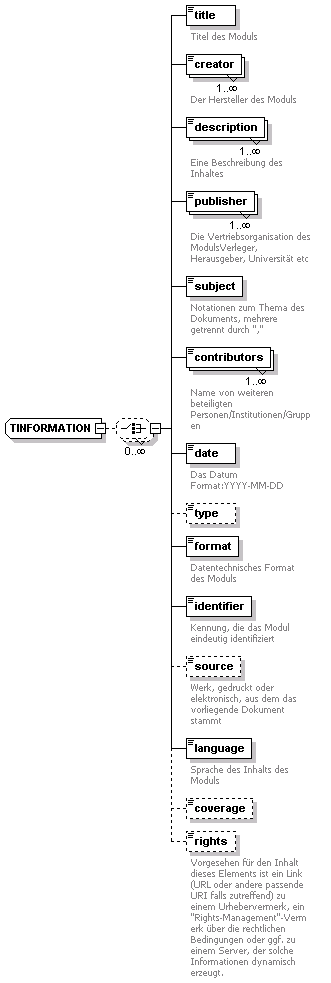 title
Titel des Moduls
creator
1..∞
Der Hersteller des Moduls
description
1..∞
Eine Beschreibung des
Inhaltes
publisher
1..∞
Die Vertriebsorganisation des
ModulsVerleger,
Herausgeber, Universität etc
subject
Notationen zum Thema des
Dokuments, mehrere
getrennt durch ","
contributors
1..∞
Name von weiteren
beteiligten
Personen/Institutionen/Grupp
en
TINFORMATION
0..∞
date
Das Datum
Format:YYYY-MM-DD
type
format
Datentechnisches Format
des Moduls
identifier
Kennung, die das Modul
eindeutig identifiziert
source
Werk, gedruckt oder
elektronisch, aus dem das
vorliegende Dokument
stammt
language
Sprache des Inhalts des
Moduls
coverage
rights
Vorgesehen für den Inhalt
dieses Elements ist ein Link
(URL oder andere passende
URI falls zutreffend) zu
einem Urhebervermerk, ein
"Rights-Management"-Verm
erk über die rechtlichen
Bedingungen oder ggf. zu
einem Server, der solche
Informationen dynamisch
erzeugt.